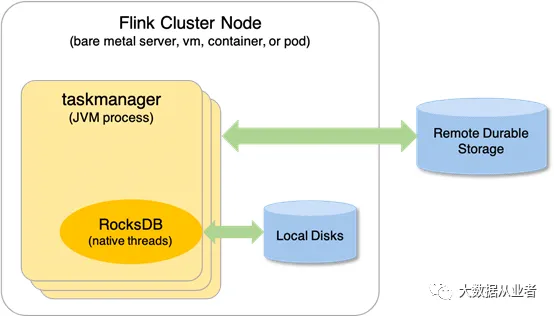 Flink Cluster Node
(bare metal server, vm, container, or pod)
taskmanager
(JVM process)
Remote Durable
Storage
RocksDB
(native threads)
Local Disks
大数据从业者